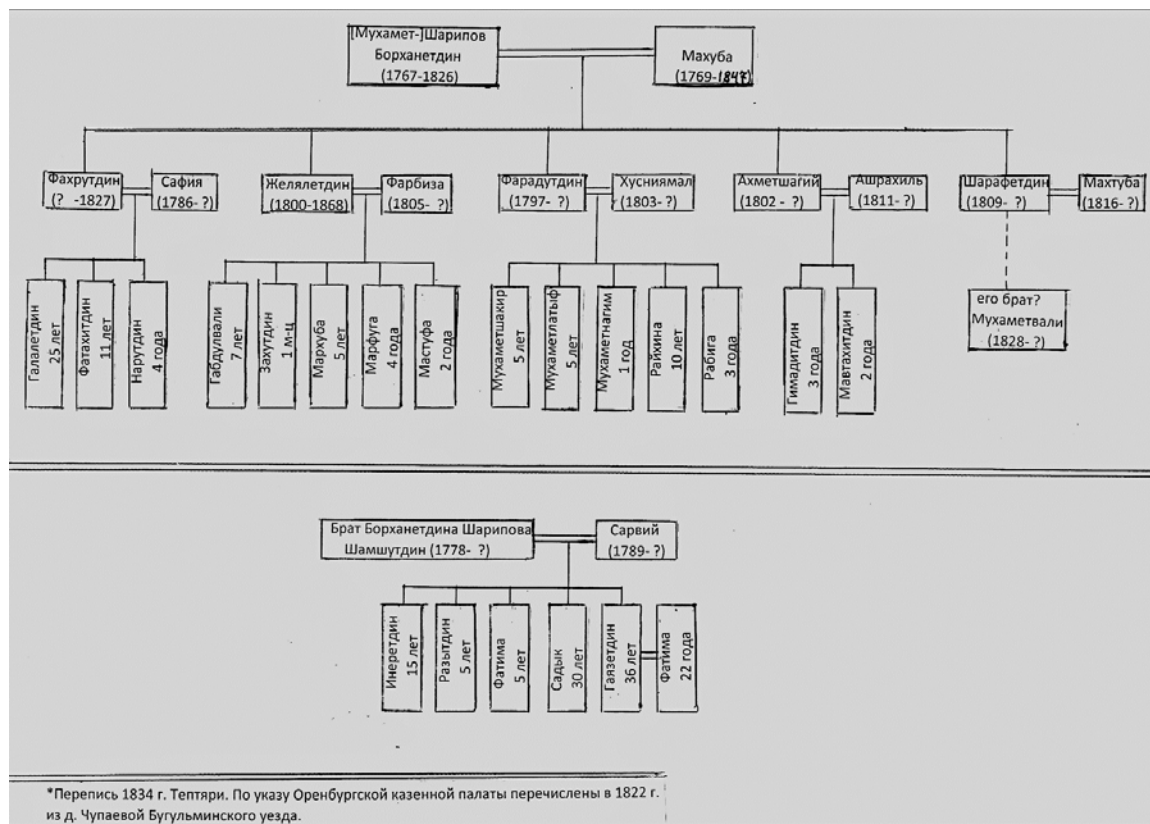 [Мухамет-]Шарипов
Борханетдин
(1767-1826)
Махуба
(1769-1847)
Фахрутдин
(? -1827)
Сафия
(1786- ?)
Желялетдин
(1800-1868)
Фарбиза
(1805- ?)
Фарадутдин
(1797- ?)
Хусниямал
(1803- ?)
Ахметшагий
(1802 - ?)
Ашрахиль
(1811- ?)
Шарафетдин
(1809- ?)
Махтуба
(1816- ?)
Галалетдин
25 лет
Фатахитдин
11 лет
Нарутдин
4 года
Габдулвали
7 лет
Захутдин
1 м-ц
Мархуба
5 лет
Марфуга
4 года
Мастуфа
2 года
Мухаметшакир
5 лет
Мухаметлатыф
5 лет
Мухаметнагим
1 год
Райхина
10 лет
Рабига
3 года
Гимадитдин
3 года
Мавтахитдин
2 года
его брат?
Мухаметвали
(1828- ?)
Брат Борханетдина Шарипова
Шамшутдин (1778- ?)
Сарвий
(1789- ?)
Инеретдин
15 лет
Разытдин
5 лет
Фатима
5 лет
Садык
30 лет
Гаязетдин
36 лет
Фатима
22 года
*Перепись 1834 г. Тептяри. По указу Оренбургской казенной палаты перечислены в 1822 г.
из д. Чупаевой Бугульминского уезда.